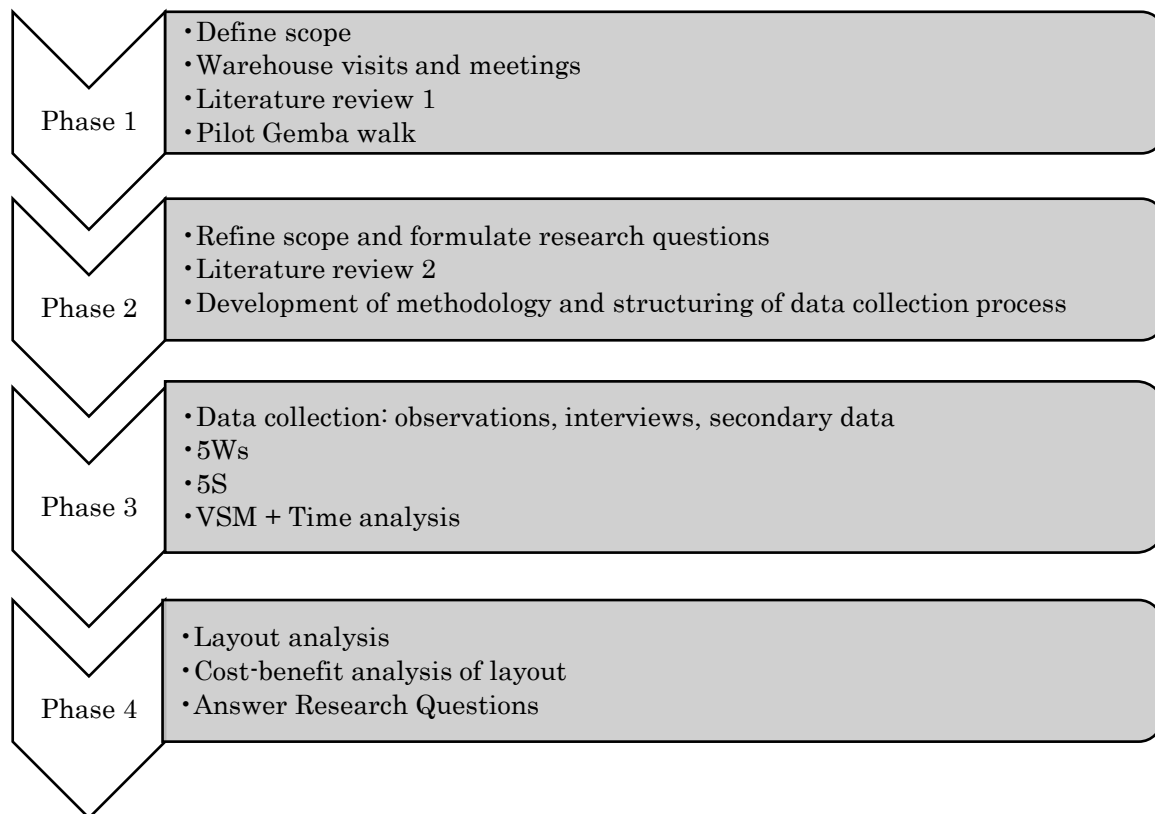 Phase 1
・Define scope
・Warehouse visits and meetings
・Literature review 1
・Pilot Gemba walk
Phase 2
・Refine scope and formulate research questions
・Literature review 2
・Development of methodology and structuring of data collection process
Phase 3
・Data collection: observations, interviews, secondary data
・5Ws
・5S
・VSM + Time analysis
Phase 4
・Layout analysis
・Cost-benefit analysis of layout
・Answer Research Questions